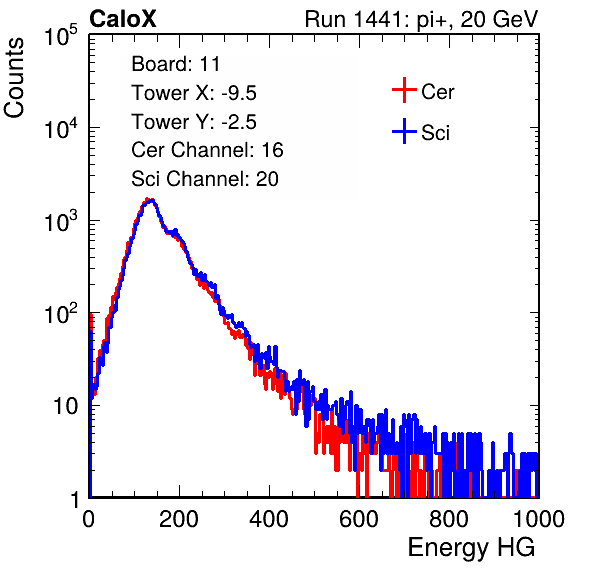 CaloX Run 1441: pi+, 20 GeV
Counts
10^5
10^4
10^3
10^2
10
1
Board: 11
Tower X: -9.5
Tower Y: -2.5
Cer Channel: 16
Sci Channel: 20
Cer
Sci
0 200 400 600 800 1000
Energy HG